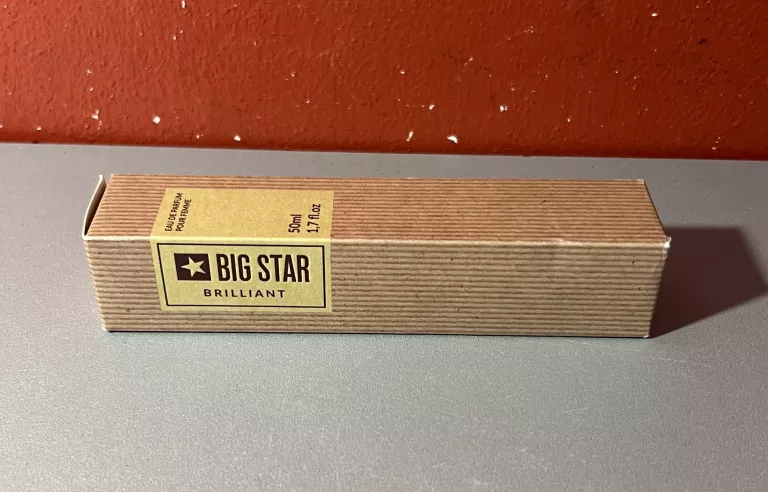 EAU DE PARFUM
POUR FEMME
50ml
1,7 fl.oz
BIG STAR
BRILLIANT